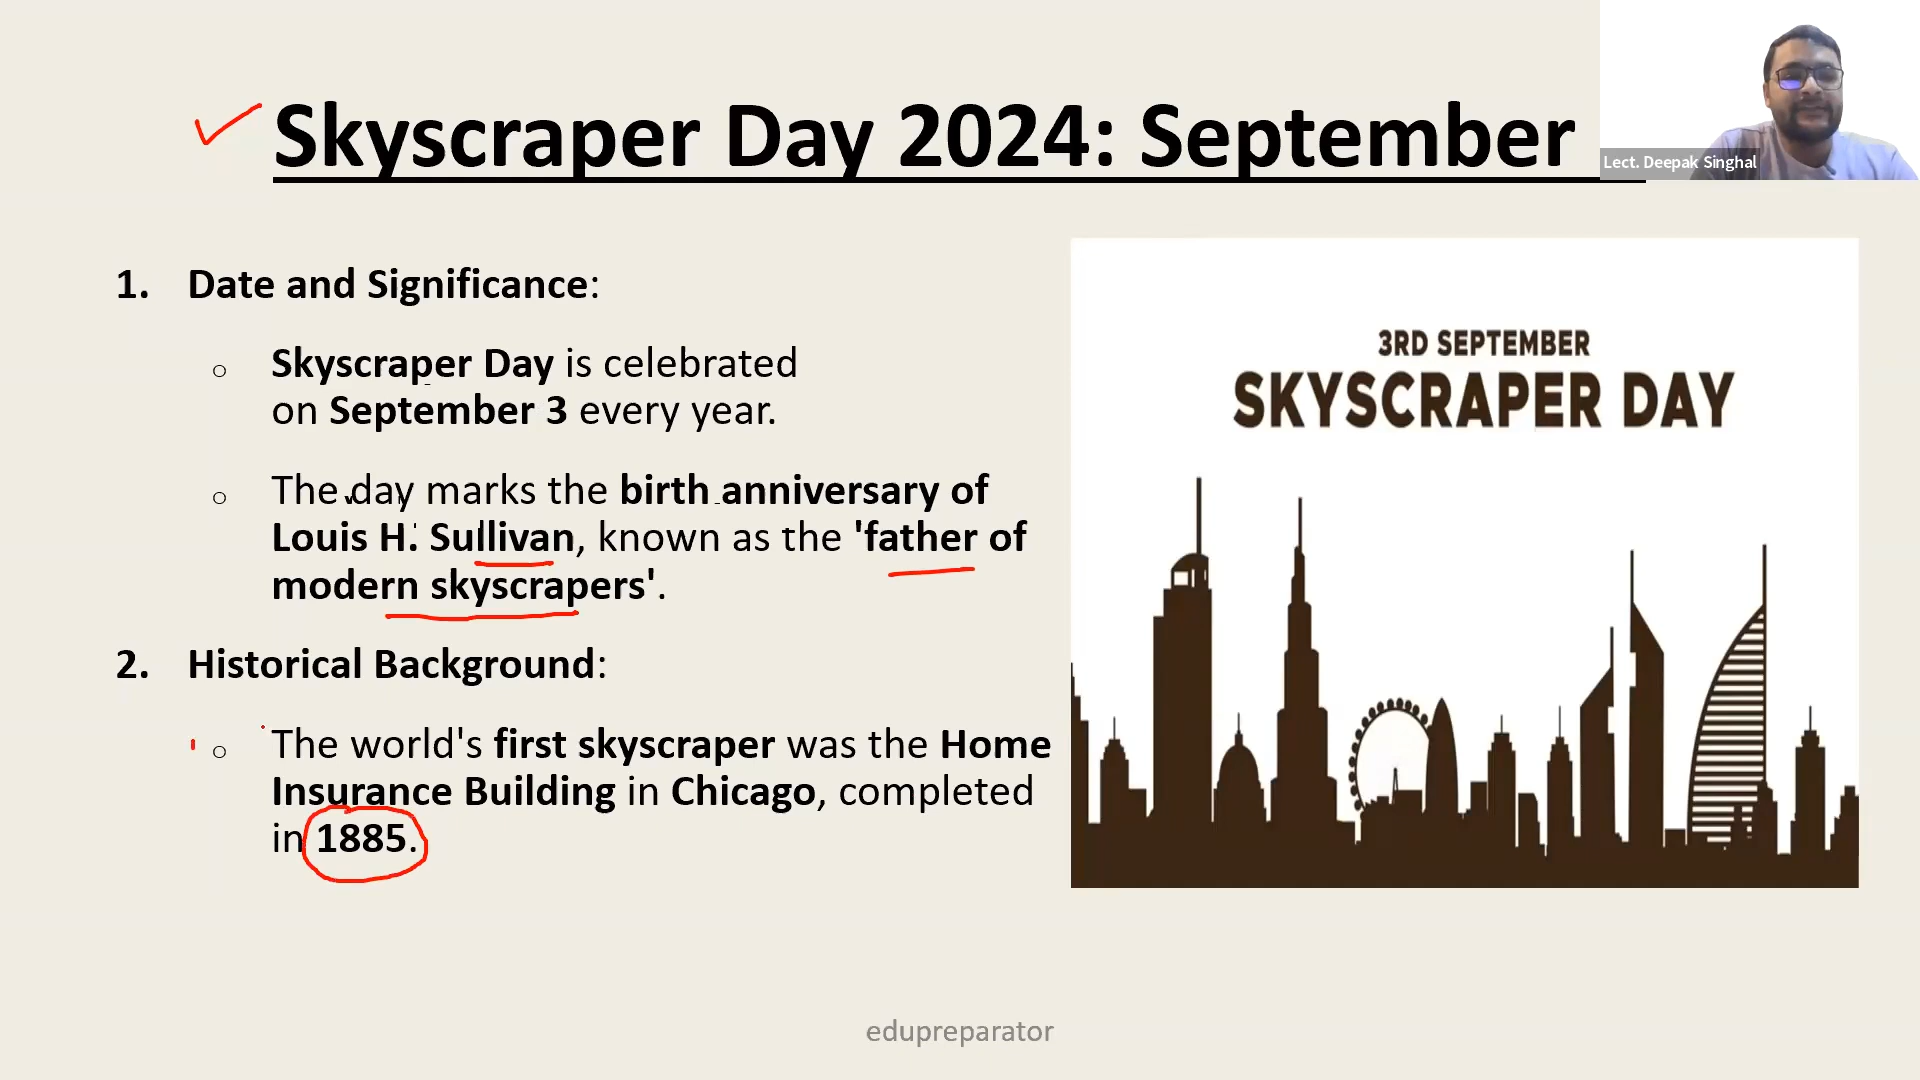 Skyscraper Day 2024: September
Lect. Deepak Singhal
1. Date and Significance:
o Skyscraper Day is celebrated
on September 3 every year.
o The day marks the birth anniversary of
Louis H. Sullivan, known as the 'father of
modern skyscrapers'.
2. Historical Background:
o The world's first skyscraper was the Home
Insurance Building in Chicago, completed
in 1885.
3RD SEPTEMBER
SKYSCRAPER DAY
edupreparator